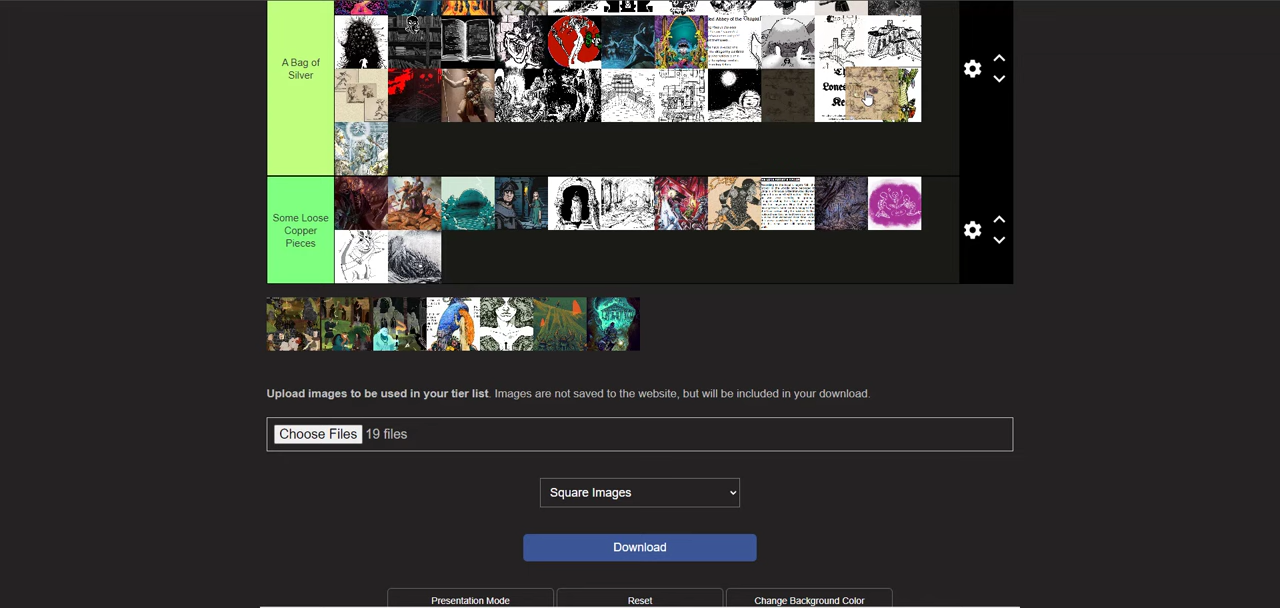 A Bag of
Silver
Some Loose
Copper
Pieces
Upload images to be used in your tier list. Images are not saved to the website, but will be included in your download.
Choose Files 19 files
Square Images
Download
Presentation Mode
Reset
Change Background Color